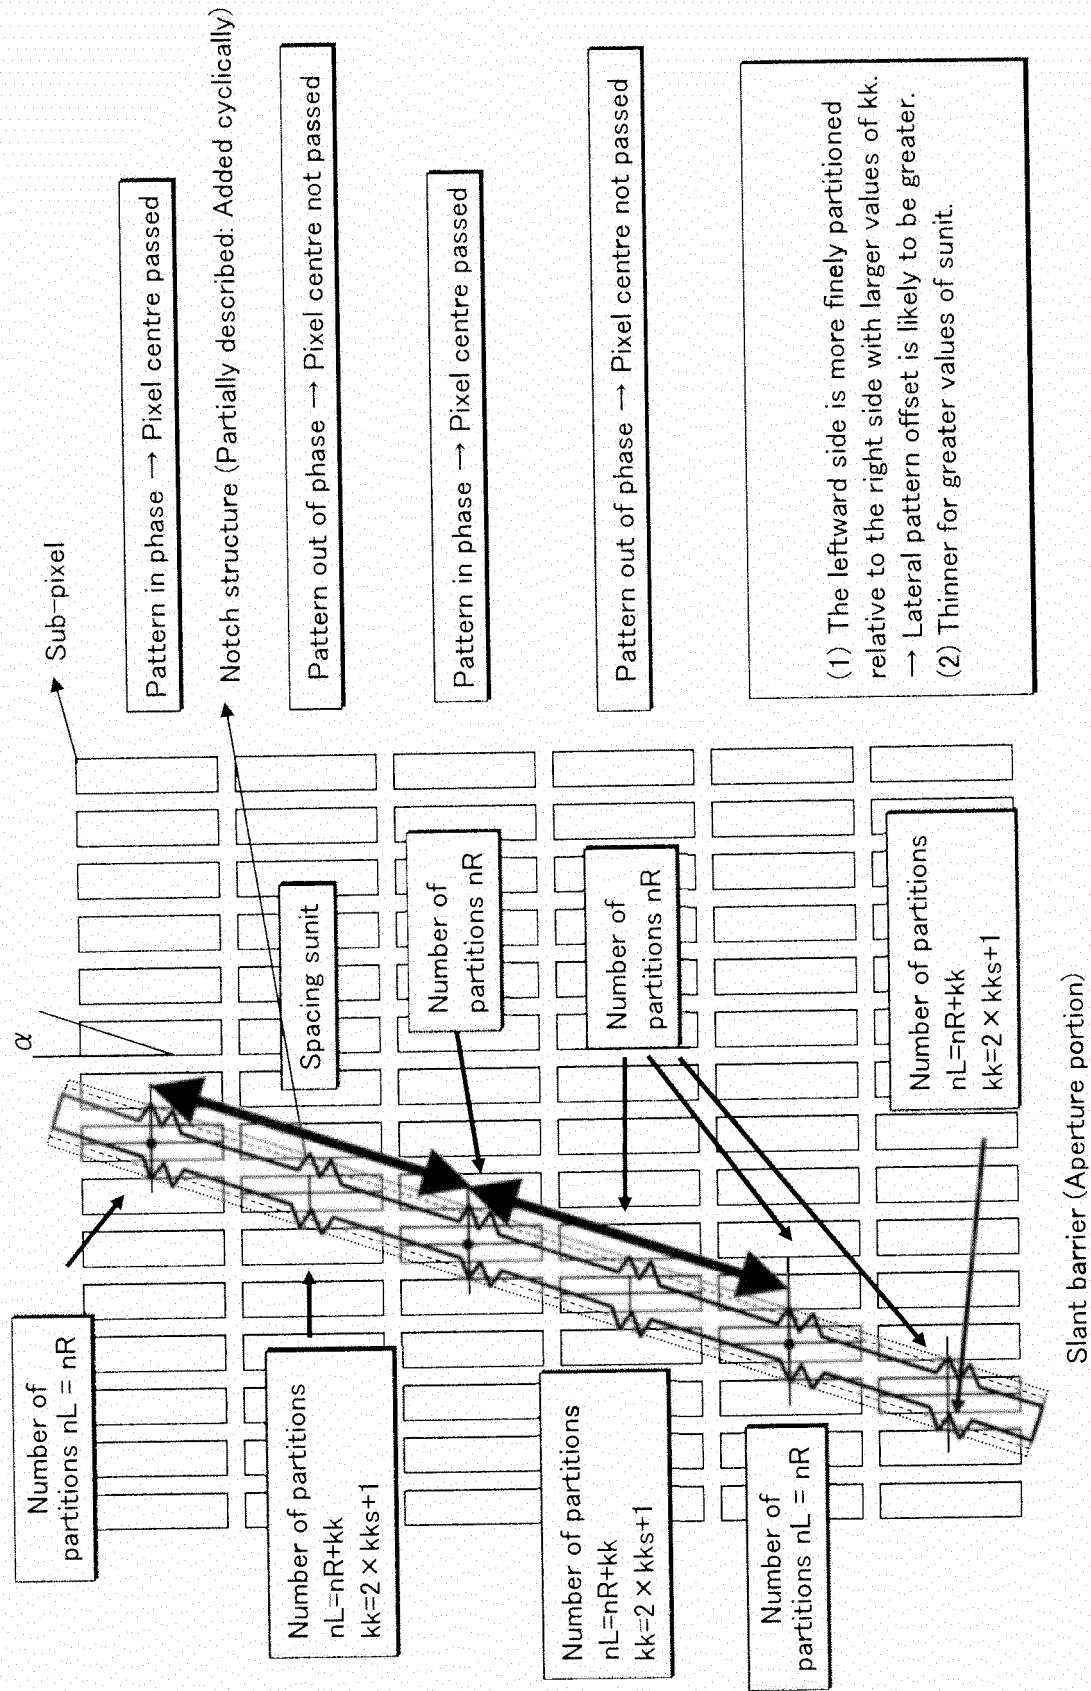 Number of
partitions nL = nR
Number of partitions
nL=nR+kk
kk=2×kks+1
Number of partitions
nL=nR+kk
kk=2×kks+1
Number of
partitions nL = nR
α
Spacing sunit
Number of
partitions nR
Number of
partitions nR
Number of partitions
nL=nR+kk
kk=2×kks+1
Slant barrier (Aperture portion)
Sub-pixel
Pattern in phase → Pixel centre passed
Notch structure (Partially described: Added cyclically)
Pattern out of phase → Pixel centre not passed
Pattern in phase → Pixel centre passed
Pattern out of phase → Pixel centre not passed
(1) The leftward side is more finely partitioned
relative to the right side with larger values of kk.
→ Lateral pattern offset is likely to be greater.
(2) Thinner for greater values of sunit.